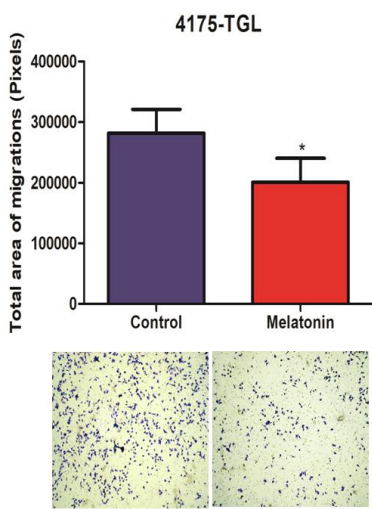 4175-TGL
Total area of migrations (Pixels)
400000
300000
200000
100000
0
*
Control Melatonin